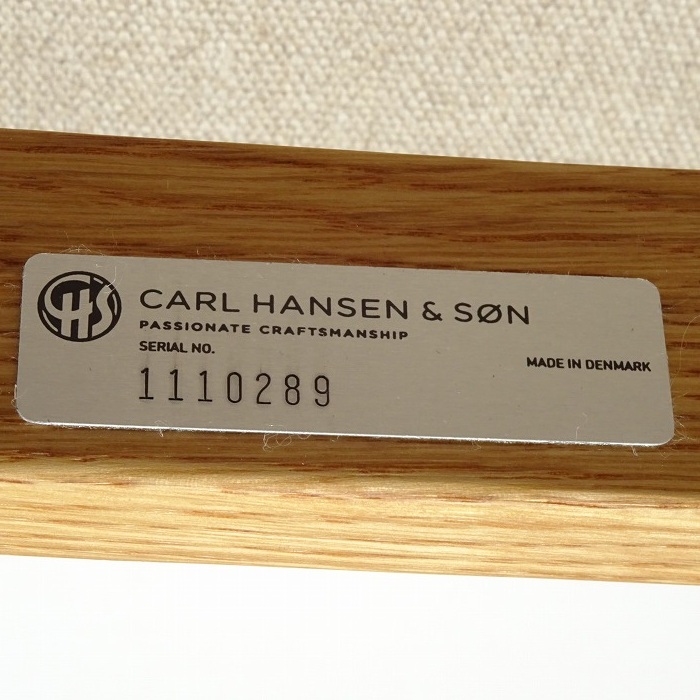 CHS
CARL HANSEN & SØN
PASSIONATE CRAFTSMANSHIP
SERIAL NO.
1110289
MADE IN DENMARK